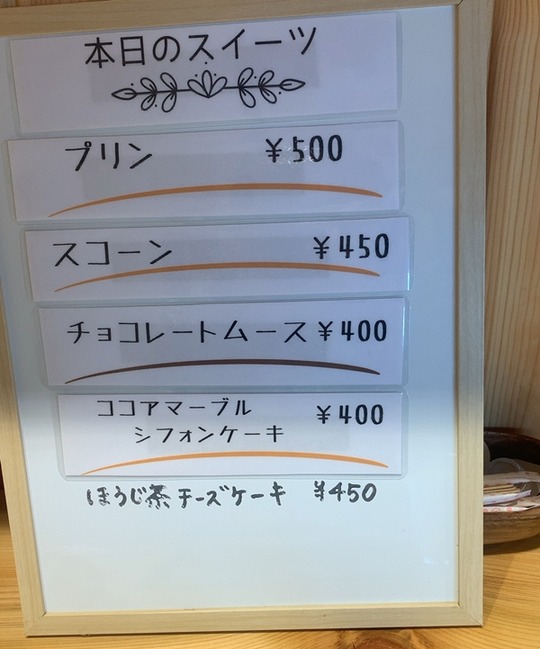 本日のスイーツ
プリン ¥500
スコーン ¥450
チョコレートムース ¥400
ココアマーブル ¥400
シフォンケーキ
ほうじ茶チーズケーキ ¥450